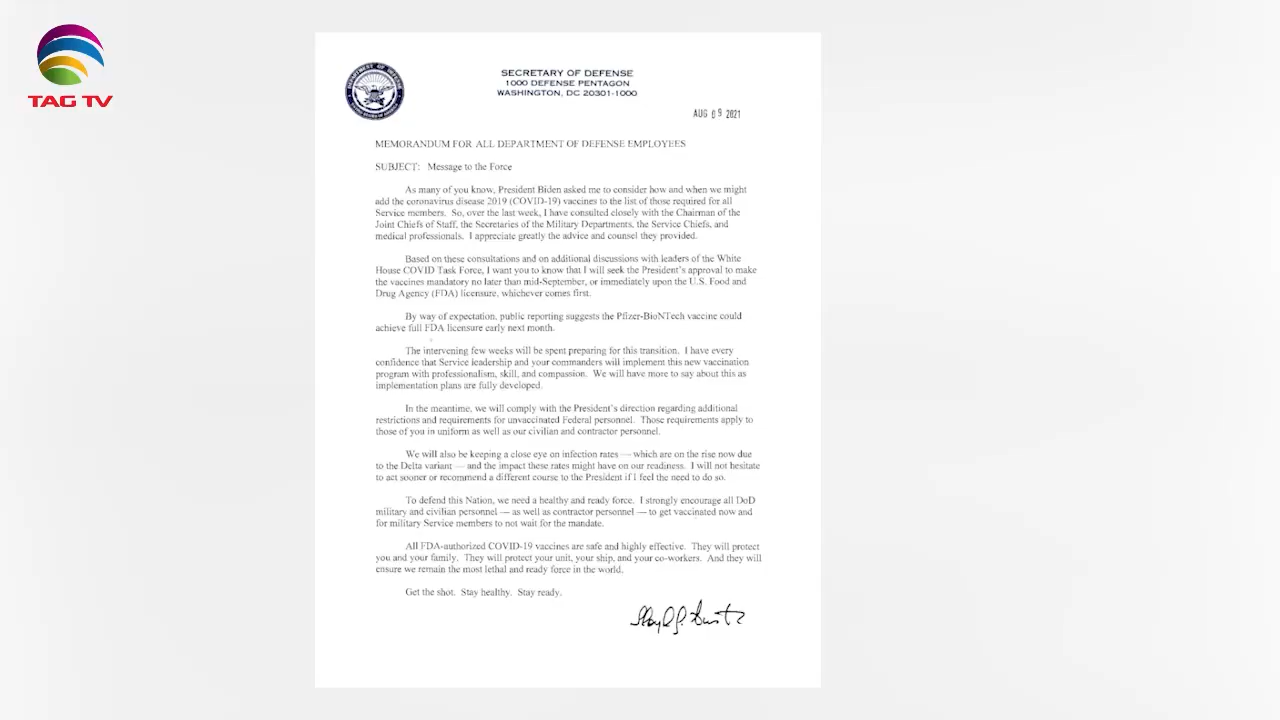 TAG TV
SECRETARY OF DEFENSE
1000 DEFENSE PENTAGON
WASHINGTON, DC 20301-1000
AUG 09 2021
MEMORANDUM FOR ALL DEPARTMENT OF DEFENSE EMPLOYEES
SUBJECT: Message to the Force
As many of you know, President Biden asked me to consider how and when we might
add the coronavirus disease 2019 (COVID-19) vaccines to the list of those required for all
Service members. So, over the last week, I have consulted closely with the Chairman of the
Joint Chiefs of Staff, the Secretaries of the Military Departments, the Service Chiefs, and
medical professionals. I appreciate greatly the advice and counsel they provided.
Based on these consultations and on additional discussions with leaders of the White
House COVID Task Force, I want you to know that I will seek the President's approval to make
the vaccines mandatory no later than mid-September, or immediately upon the U.S. Food and
Drug Agency (FDA) licensure, whichever comes first.
By way of expectation, public reporting suggests the Pfizer-BioNTech vaccine could
achieve full FDA licensure early next month.
The intervening few weeks will be spent preparing for this transition. I have every
confidence that Service leadership and your commanders will implement this new vaccination
program with professionalism, skill, and compassion. We will have more to say about this as
implementation plans are fully developed.
In the meantime, we will comply with the President's direction regarding additional
restrictions and requirements for unvaccinated Federal personnel. Those requirements apply to
those of you in uniform as well as our civilian and contractor personnel.
We will also be keeping a close eye on infection rates — which are on the rise now due
to the Delta variant — and the impact these rates might have on our readiness. I will not hesitate
to act sooner or recommend a different course to the President if I feel the need to do so.
To defend this Nation, we need a healthy and ready force. I strongly encourage all DoD
military and civilian personnel — as well as contractor personnel — to get vaccinated now and
for military Service members to not wait for the mandate.
All FDA-authorized COVID-19 vaccines are safe and highly effective. They will protect
you and your family. They will protect your unit, your ship, and your co-workers. And they will
ensure we remain the most lethal and ready force in the world.
Get the shot. Stay healthy. Stay ready.